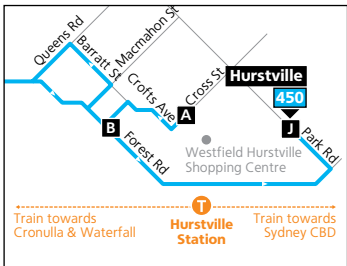 Queens Rd
Barratt St
Macmahon St
Crofts Ave
Cross St
A
Hurstville
450
J
Park Rd
B
Forest Rd
Westfield Hurstville
Shopping Centre
T
Train towards
Cronulla & Waterfall
Hurstville
Station
Train towards
Sydney CBD